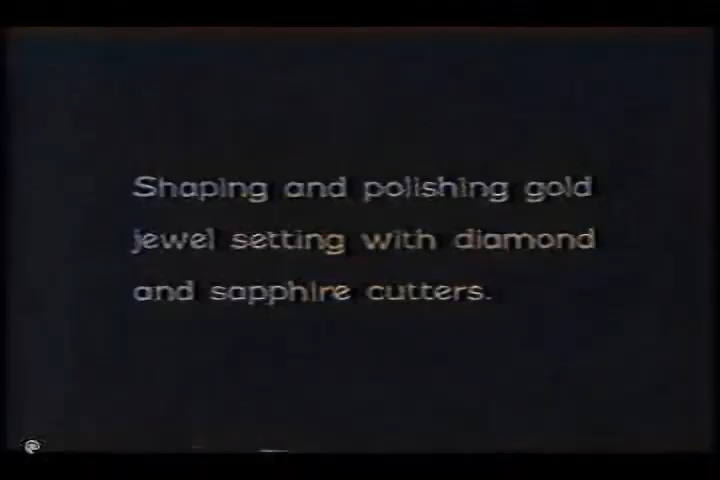 Shaping and polishing gold
jewel setting with diamond
and sapphire cutters.